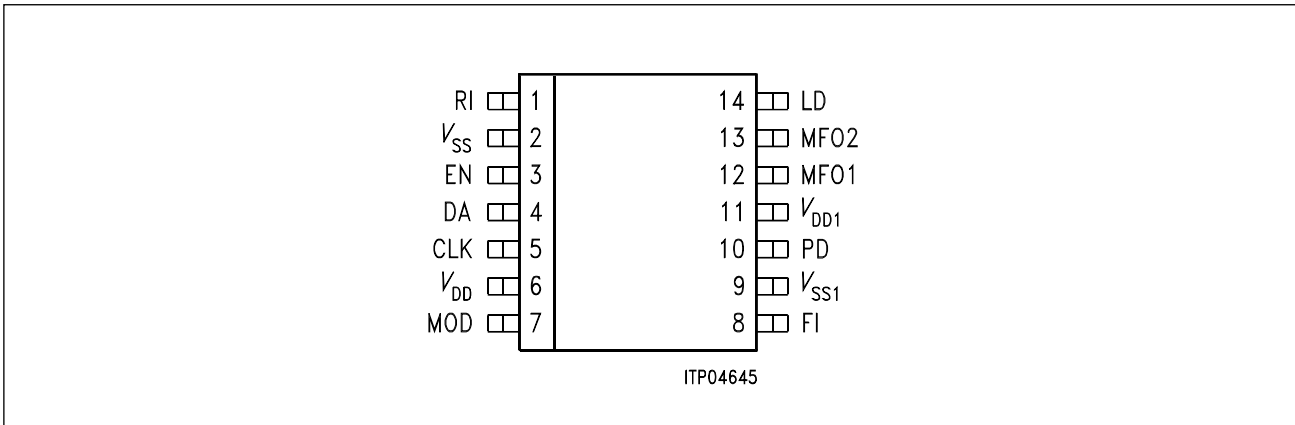 RI 1 14 LD
V_SS 2 13 MFO2
EN 3 12 MFO1
DA 4 11 V_DD1
CLK 5 10 PD
V_DD 6 9 V_SS1
MOD 7 8 FI
ITP04645